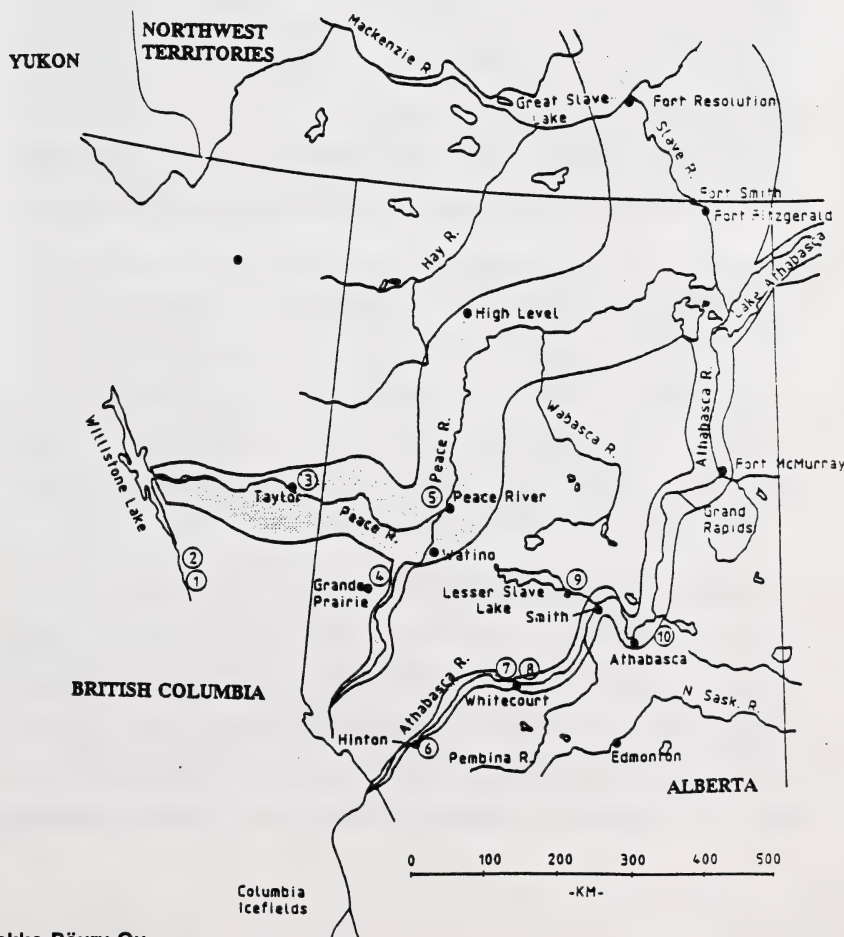 YUKON
NORTHWEST
TERRITORIES
Mackenzie R.
Great Slave
Lake
Fort Resolution
Slave R.
Fort Smith
Fort Fitzgerald
Hay R.
Lake Athabasca
High Level
Willistone Lake
Peace R.
Wabasca R.
Athabasca R.
③
Taylor
⑤
Peace River
Fort McMurray
Peace R.
Grand
Rapids
②
①
④
Watino
Grande
Prairie
⑨
Lesser Slave
Lake
Smith
⑩
Athabasca
BRITISH COLUMBIA
Athabasca R.
⑦ ⑧
Whitecourt
N Sask. R.
Hinton
⑥
Pembina R.
Edmonton
ALBERTA
0 100 200 300 400 500
-KM-
Columbia
Icefields